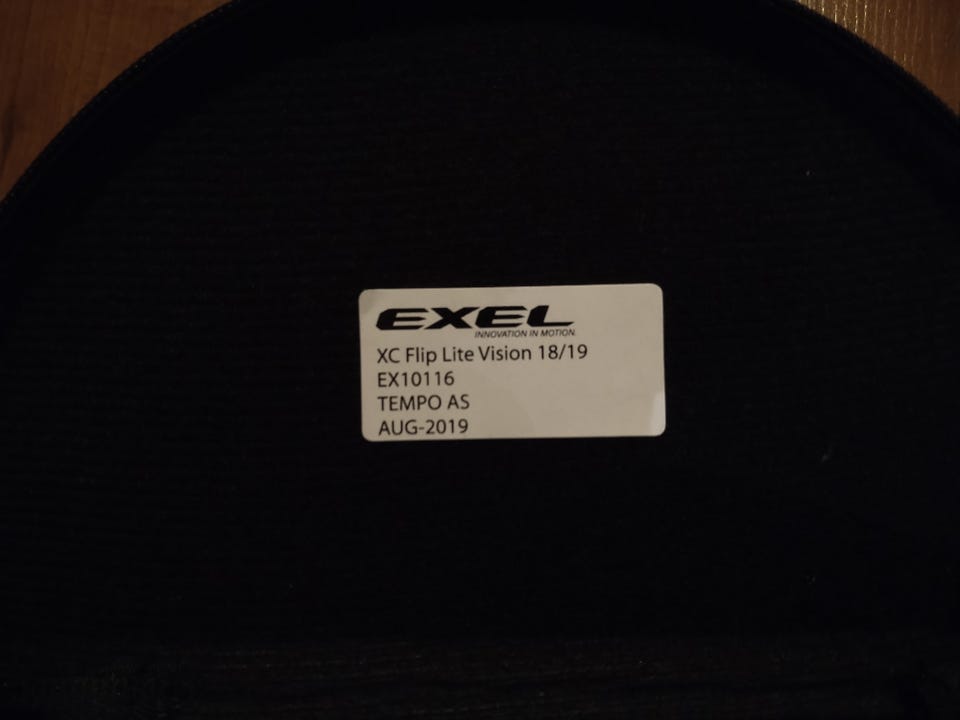 EXEL
INNOVATION IN MOTION.
XC Flip Lite Vision 18/19
EX10116
TEMPO AS
AUG-2019